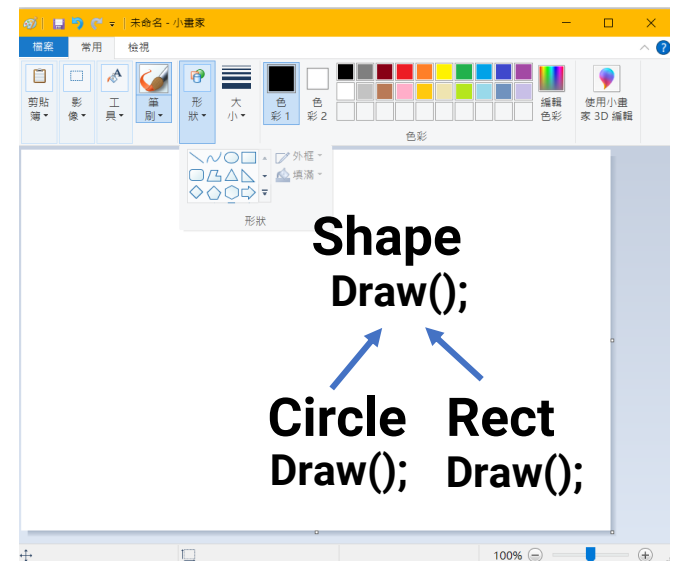 未命名 - 小畫家
檔案 常用 檢視
剪貼簿
影像
工具
筆刷
形狀
大小
色彩 1
色彩 2
編輯色彩
使用小畫家 3D 編輯
色彩
外框
填滿
形狀
Shape
Draw();
Circle Rect
Draw(); Draw();
100%